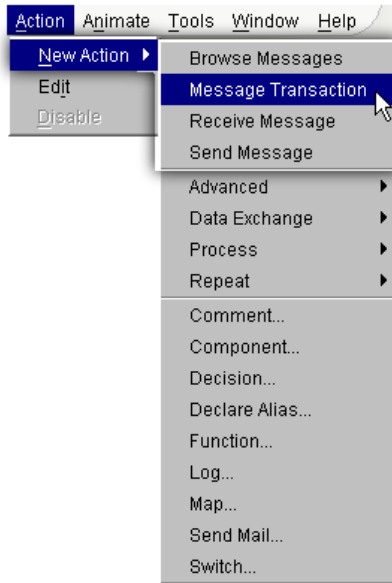 Action Animate Tools Window Help
New Action
Edit
Disable
Browse Messages
Message Transaction
Receive Message
Send Message
Advanced
Data Exchange
Process
Repeat
Comment...
Component...
Decision...
Declare Alias...
Function...
Log...
Map...
Send Mail...
Switch...